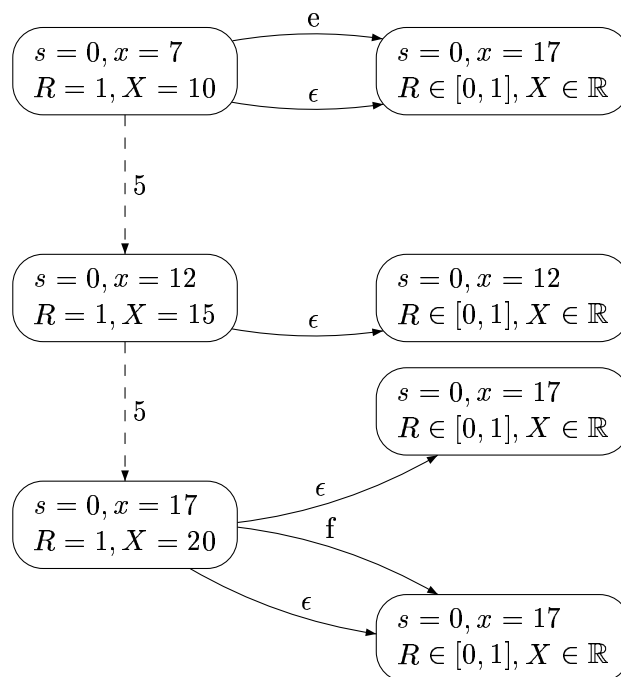 e
s = 0, x = 7
R = 1, X = 10
s = 0, x = 17
R ∈ [0, 1], X ∈ ℝ
ϵ
5
s = 0, x = 12
R = 1, X = 15
s = 0, x = 12
R ∈ [0, 1], X ∈ ℝ
ϵ
5
s = 0, x = 17
R ∈ [0, 1], X ∈ ℝ
s = 0, x = 17
R = 1, X = 20
ϵ
f
ϵ
s = 0, x = 17
R ∈ [0, 1], X ∈ ℝ